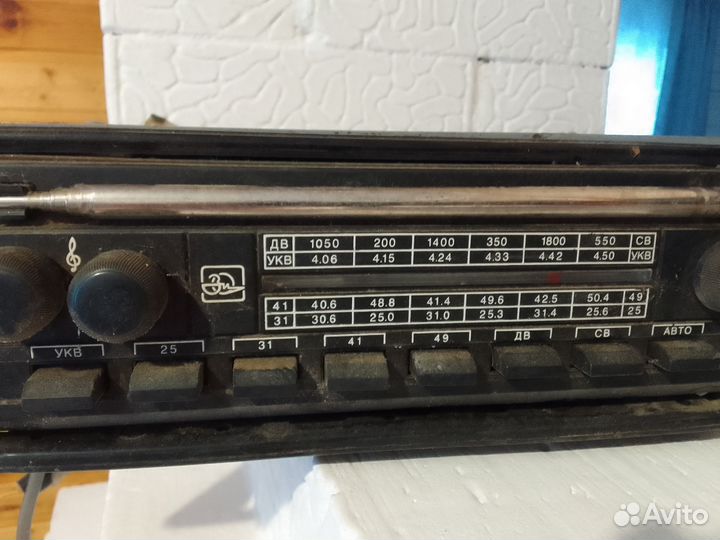 ДВ 1050 200 1400 350 1800 550 СВ
УКВ 4.06 4.15 4.24 4.33 4.42 4.50 УКВ
41 40.6 48.8 41.4 49.6 42.5 50.4 49
31 30.6 25.0 31.0 25.3 31.4 25.6 25
УКВ 25 31 41 49 ДВ СВ АВТО
Avito